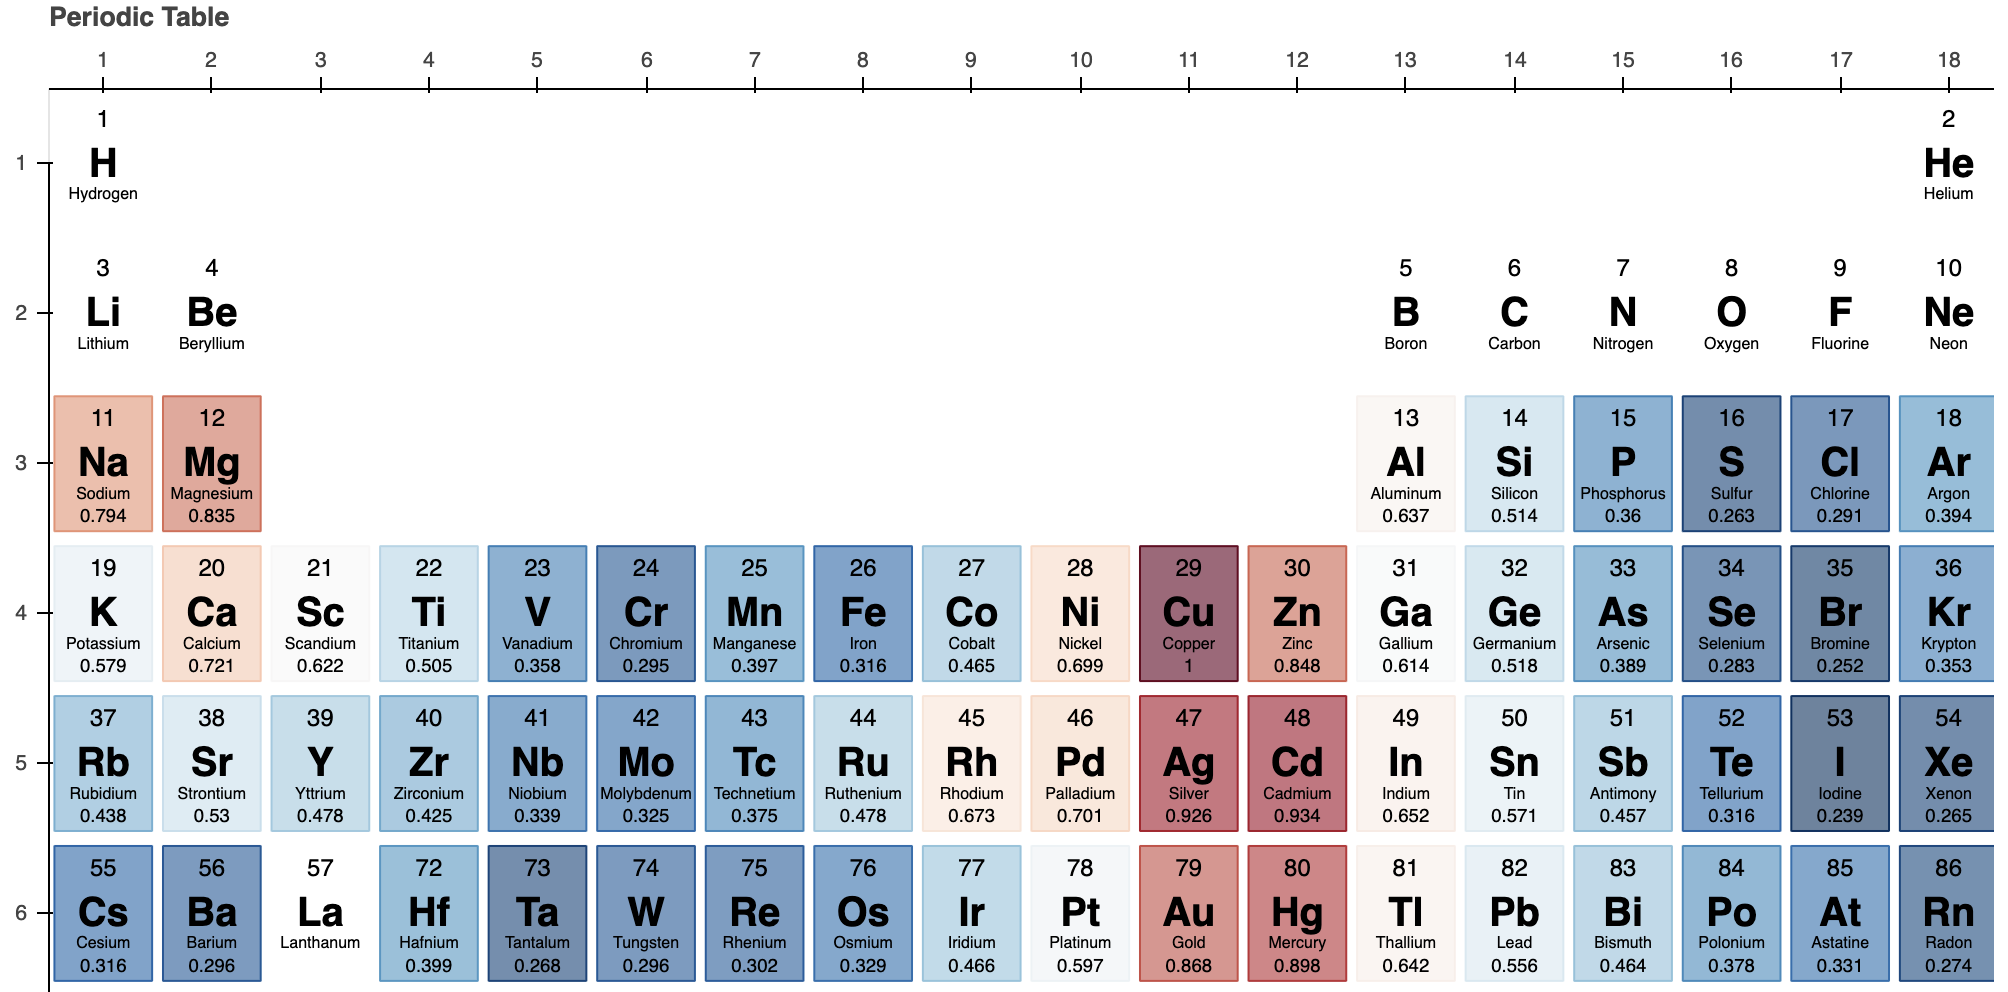 Periodic Table
1 2 3 4 5 6 7 8 9 10 11 12 13 14 15 16 17 18
1 2
1 H He
Hydrogen Helium
3 4 5 6 7 8 9 10
2 Li Be B C N O F Ne
Lithium Beryllium Boron Carbon Nitrogen Oxygen Fluorine Neon
11 12 13 14 15 16 17 18
3 Na Mg Al Si P S Cl Ar
Sodium Magnesium Aluminum Silicon Phosphorus Sulfur Chlorine Argon
0.794 0.835 0.637 0.514 0.36 0.263 0.291 0.394
19 20 21 22 23 24 25 26 27 28 29 30 31 32 33 34 35 36
4 K Ca Sc Ti V Cr Mn Fe Co Ni Cu Zn Ga Ge As Se Br Kr
Potassium Calcium Scandium Titanium Vanadium Chromium Manganese Iron Cobalt Nickel Copper Zinc Gallium Germanium Arsenic Selenium Bromine Krypton
0.579 0.721 0.622 0.505 0.358 0.295 0.397 0.316 0.465 0.699 1 0.848 0.614 0.518 0.389 0.283 0.252 0.353
37 38 39 40 41 42 43 44 45 46 47 48 49 50 51 52 53 54
5 Rb Sr Y Zr Nb Mo Tc Ru Rh Pd Ag Cd In Sn Sb Te I Xe
Rubidium Strontium Yttrium Zirconium Niobium Molybdenum Technetium Ruthenium Rhodium Palladium Silver Cadmium Indium Tin Antimony Tellurium Iodine Xenon
0.438 0.53 0.478 0.425 0.339 0.325 0.375 0.478 0.673 0.701 0.926 0.934 0.652 0.571 0.457 0.316 0.239 0.265
55 56 57 72 73 74 75 76 77 78 79 80 81 82 83 84 85 86
6 Cs Ba La Hf Ta W Re Os Ir Pt Au Hg Tl Pb Bi Po At Rn
Cesium Barium Lanthanum Hafnium Tantalum Tungsten Rhenium Osmium Iridium Platinum Gold Mercury Thallium Lead Bismuth Polonium Astatine Radon
0.316 0.296 0.399 0.268 0.296 0.302 0.329 0.466 0.597 0.868 0.898 0.642 0.556 0.464 0.378 0.331 0.274